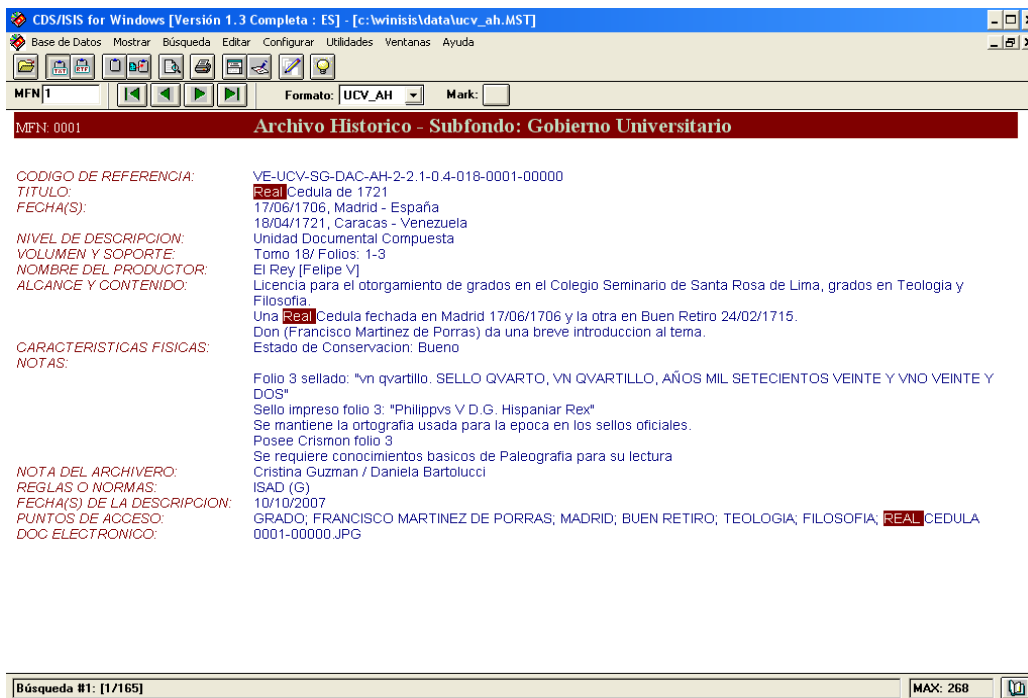 CDS/ISIS for Windows [Versión 1.3 Completa : ES] - [c:\winisis\data\ucv_ah.MST]
Base de Datos Mostrar Búsqueda Editar Configurar Utilidades Ventanas Ayuda
MFN 1 Formato: UCV_AH Mark:
MFN: 0001 Archivo Historico - Subfondo: Gobierno Universitario
CODIGO DE REFERENCIA: VE-UCV-SG-DAC-AH-2-2.1-0.4-018-0001-00000
TITULO: Real Cedula de 1721
FECHA(S): 17/06/1706, Madrid - España
18/04/1721, Caracas - Venezuela
NIVEL DE DESCRIPCION: Unidad Documental Compuesta
VOLUMEN Y SOPORTE: Tomo 18/ Folios: 1-3
NOMBRE DEL PRODUCTOR: El Rey [Felipe V]
ALCANCE Y CONTENIDO: Licencia para el otorgamiento de grados en el Colegio Seminario de Santa Rosa de Lima, grados en Teologia y
Filosofia.
Una Real Cedula fechada en Madrid 17/06/1706 y la otra en Buen Retiro 24/02/1715.
Don (Francisco Martinez de Porras) da una breve introduccion al tema.
CARACTERISTICAS FISICAS: Estado de Conservacion: Bueno
NOTAS:
Folio 3 sellado: "vn qvartillo. SELLO QVARTO, VN QVARTILLO, AÑOS MIL SETECIENTOS VEINTE Y VNO VEINTE Y
DOS"
Sello impreso folio 3: "Philippvs V D.G. Hispaniar Rex"
Se mantiene la ortografia usada para la epoca en los sellos oficiales.
Posee Crismon folio 3
Se requiere conocimientos basicos de Paleografia para su lectura
NOTA DEL ARCHIVERO: Cristina Guzman / Daniela Bartolucci
REGLAS O NORMAS: ISAD (G)
FECHA(S) DE LA DESCRIPCION: 10/10/2007
PUNTOS DE ACCESO: GRADO; FRANCISCO MARTINEZ DE PORRAS; MADRID; BUEN RETIRO; TEOLOGIA; FILOSOFIA; REAL CEDULA
DOC ELECTRONICO: 0001-00000.JPG
Búsqueda #1: [1/165] MAX: 268